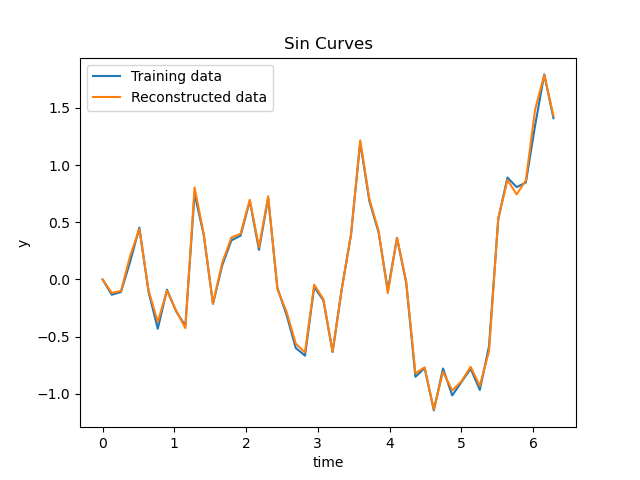 Sin Curves
Training data
Reconstructed data
y
1.5
1.0
0.5
0.0
−0.5
−1.0
0 1 2 3 4 5 6
time